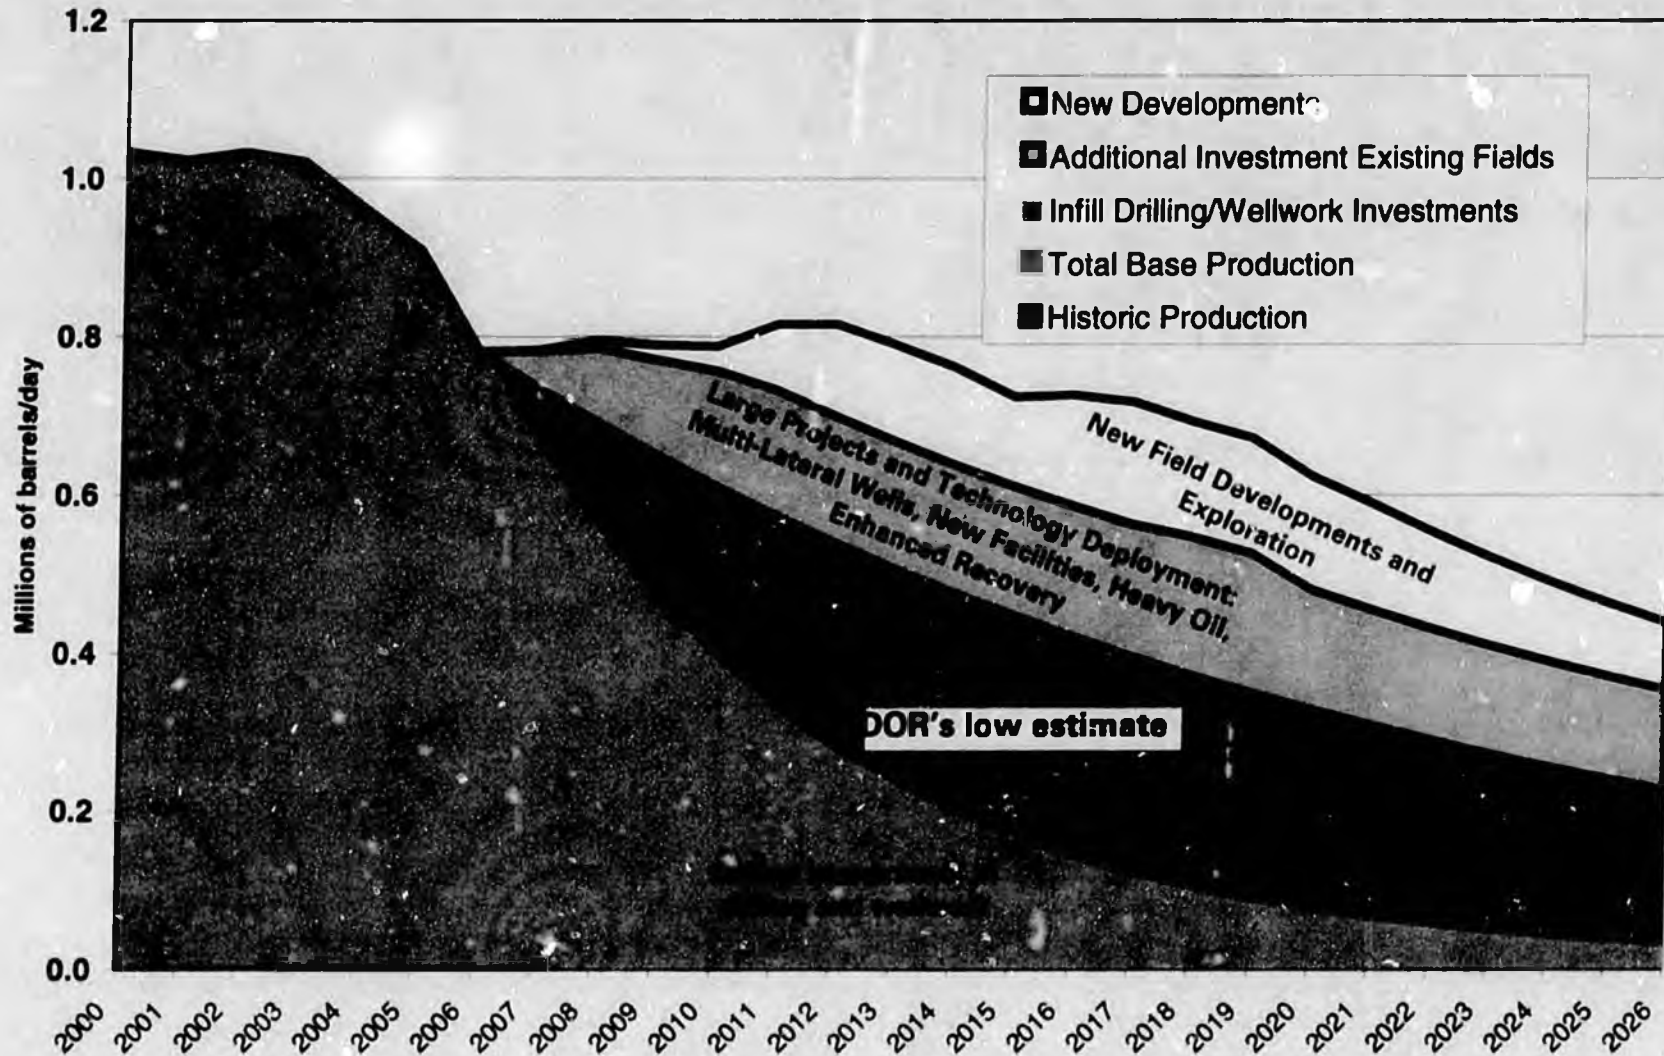 1.2
1.0
0.8
0.6
0.4
0.2
0.0
Millions of barrels/day
New Developments
Additional Investment Existing Fields
Infill Drilling/Wellwork Investments
Total Base Production
Historic Production
Large Projects and Technology Deployment:
Multi-Lateral Wells, New Facilities, Heavy Oil,
Enhanced Recovery
New Field Developments and
Exploration
DOR's low estimate
2000 2001 2002 2003 2004 2005 2006 2007 2008 2009 2010 2011 2012 2013 2014 2015 2016 2017 2018 2019 2020 2021 2022 2023 2024 2025 2026